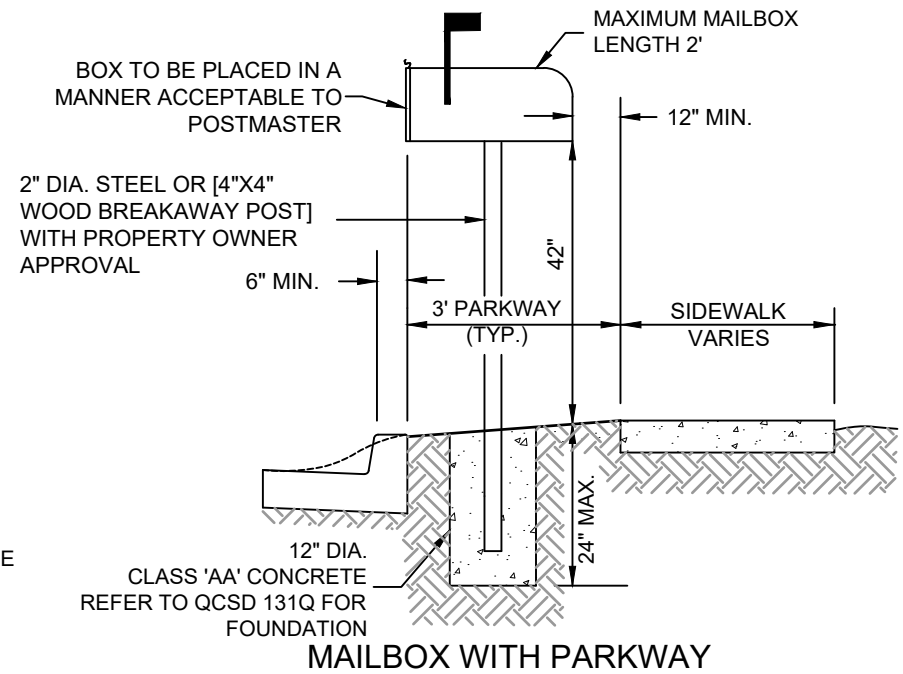 MAXIMUM MAILBOX
LENGTH 2'
BOX TO BE PLACED IN A
MANNER ACCEPTABLE TO
POSTMASTER
12" MIN.
2" DIA. STEEL OR [4"X4"
WOOD BREAKAWAY POST]
WITH PROPERTY OWNER
APPROVAL
42"
6" MIN.
3' PARKWAY
(TYP.)
SIDEWALK
VARIES
24" MAX.
E
12" DIA.
CLASS 'AA' CONCRETE
REFER TO QCSD 131Q FOR
FOUNDATION
MAILBOX WITH PARKWAY